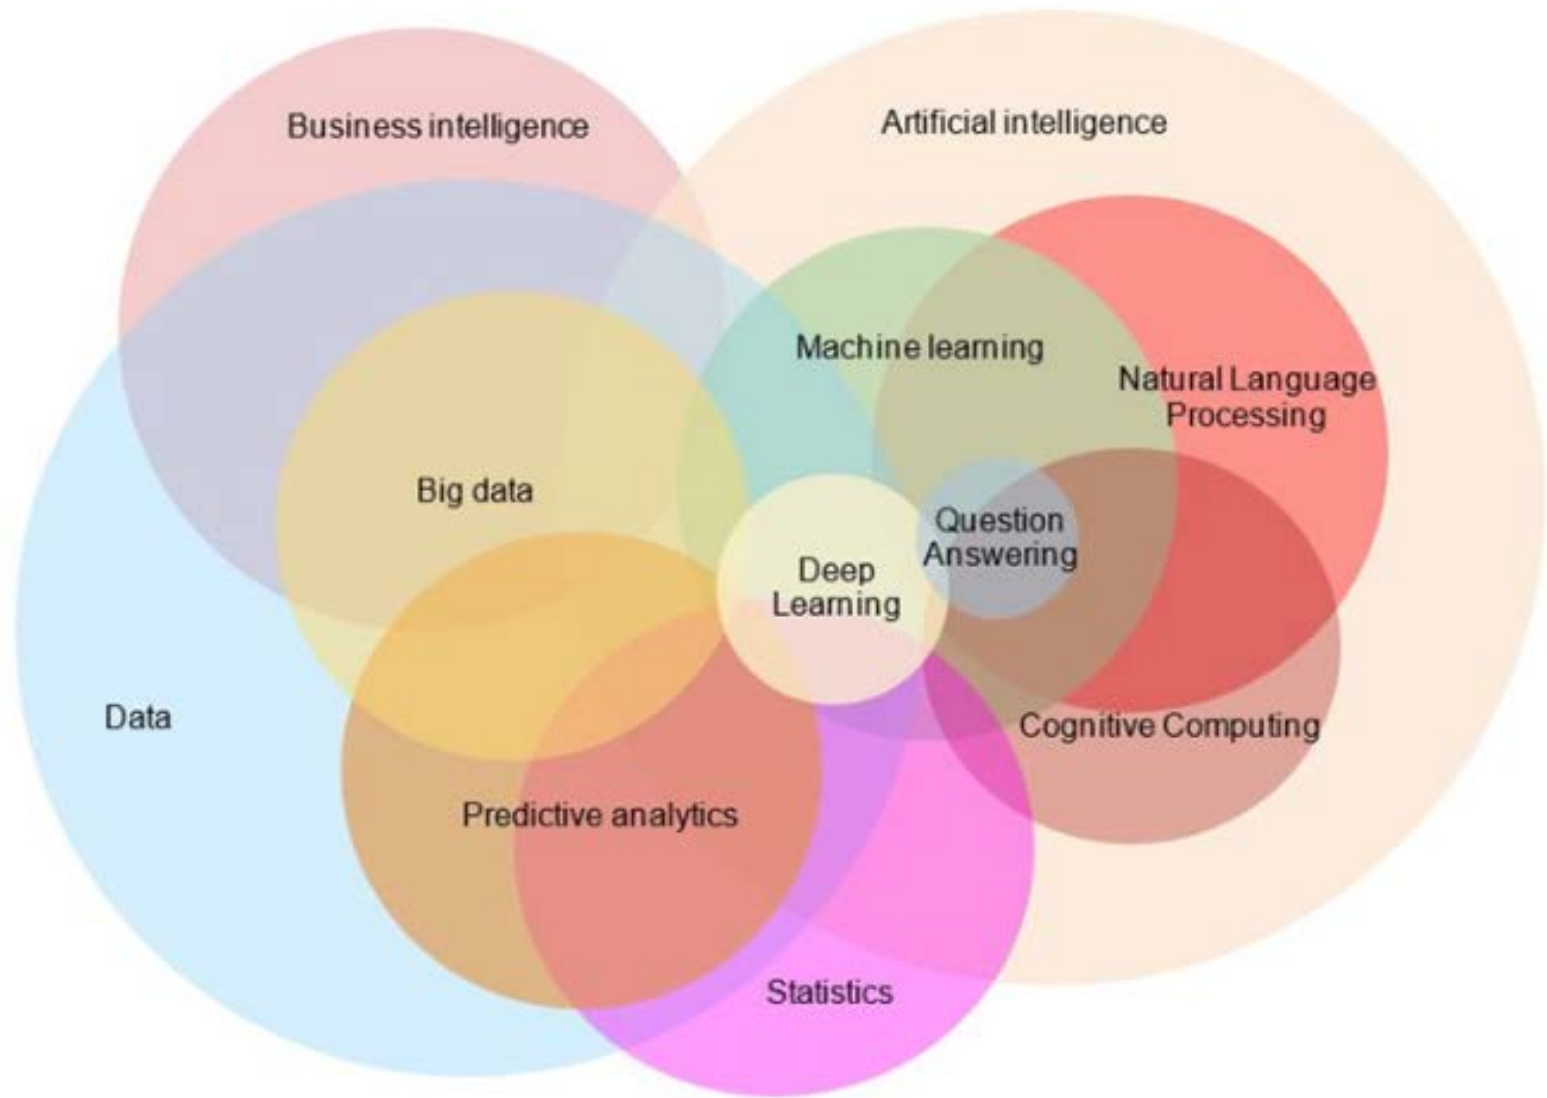 Business intelligence
Artificial intelligence
Machine learning
Natural Language
Processing
Big data
Question
Answering
Deep
Learning
Data
Cognitive Computing
Predictive analytics
Statistics